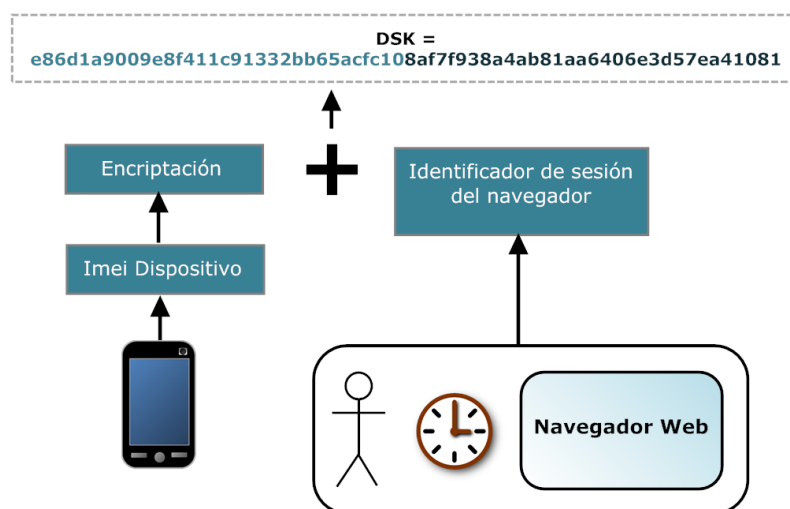 DSK =
e86d1a9009e8f411c91332bb65acfc108af7f938a4ab81aa6406e3d57ea41081
Encriptación
Identificador de sesión
del navegador
Imei Dispositivo
Navegador Web